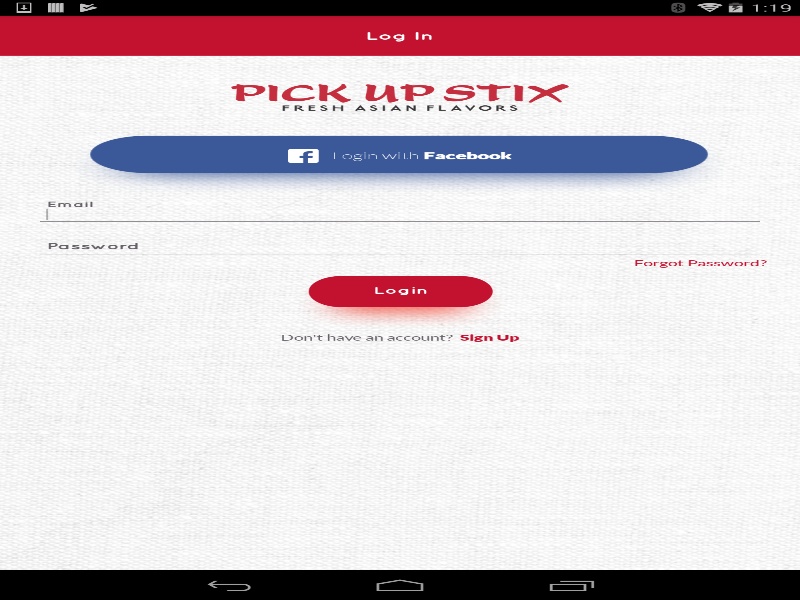 1:19
Log In
PICK UP STIX
FRESH ASIAN FLAVORS
Login with Facebook
Email
Password
Forgot Password?
Login
Don't have an account? Sign Up